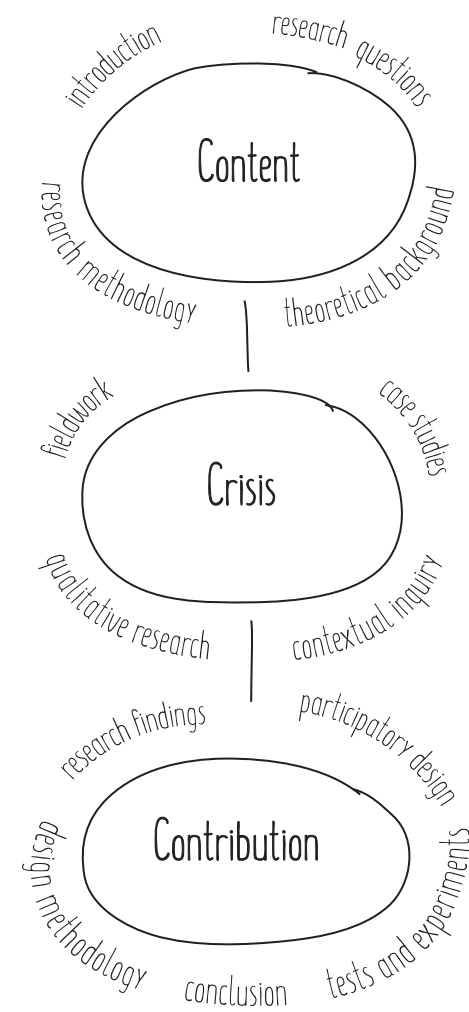 introduction
research questions
Content
research methodology
theoretical background
fieldwork
case studies
Crisis
qualitative research
contextual inquiry
research findings
participatory design
Contribution
design methodology
tests and experiments
conclusion